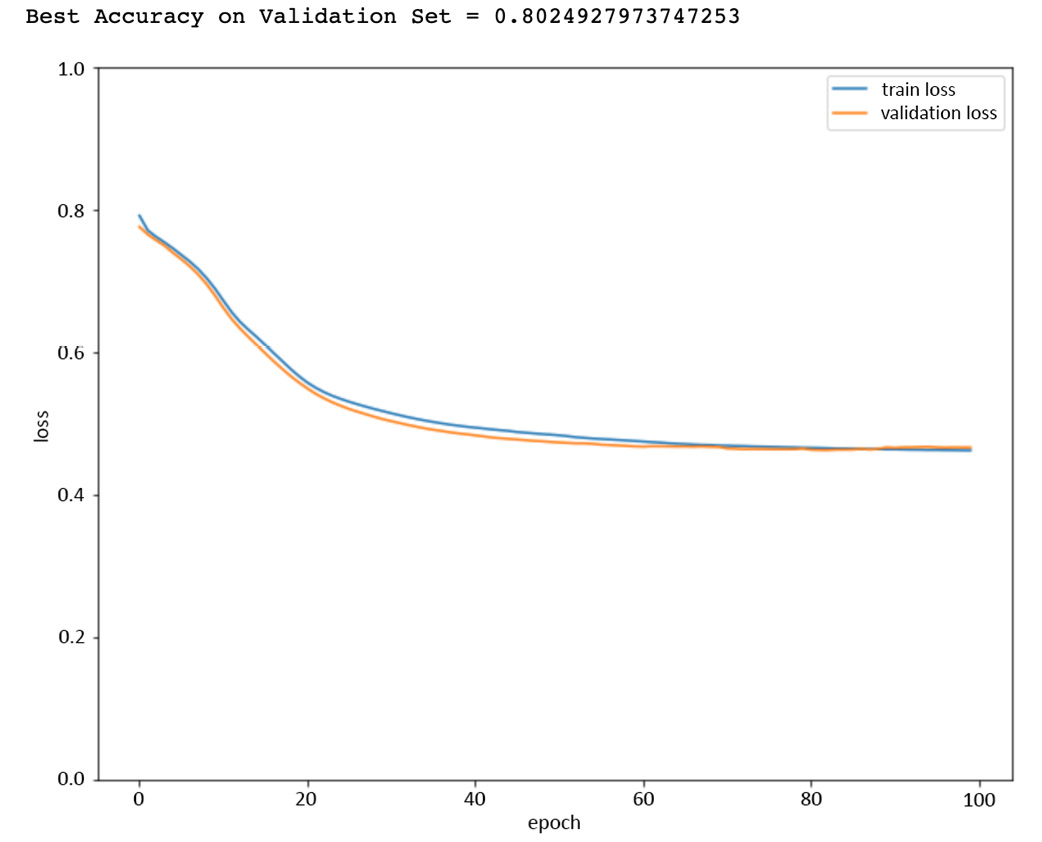 Best Accuracy on Validation Set = 0.8024927973747253
1.0
train loss
validation loss
0.8
0.6
loss
0.4
0.2
0.0
0 20 40 60 80 100
epoch